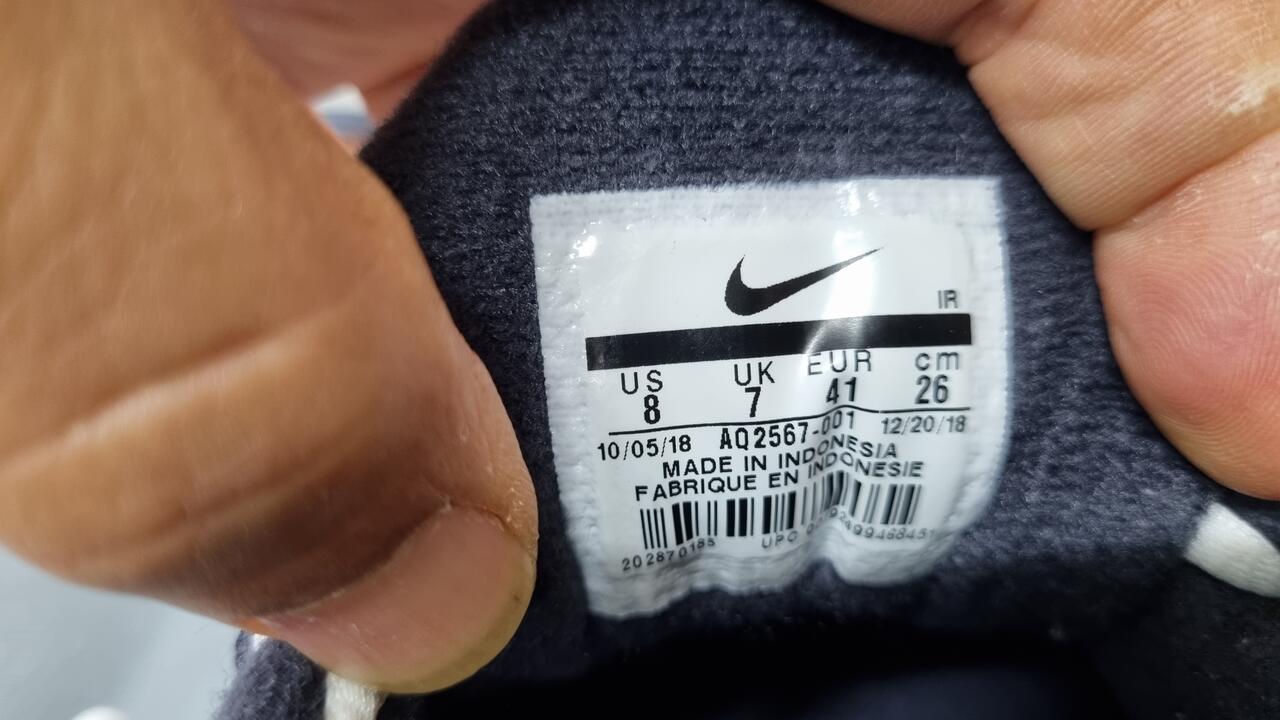 IR
US UK EUR cm
8 7 41 26
10/05/18 AQ2567-001 12/20/18
MADE IN INDONESIA
FABRIQUE EN INDONESIE
202870185 UPC